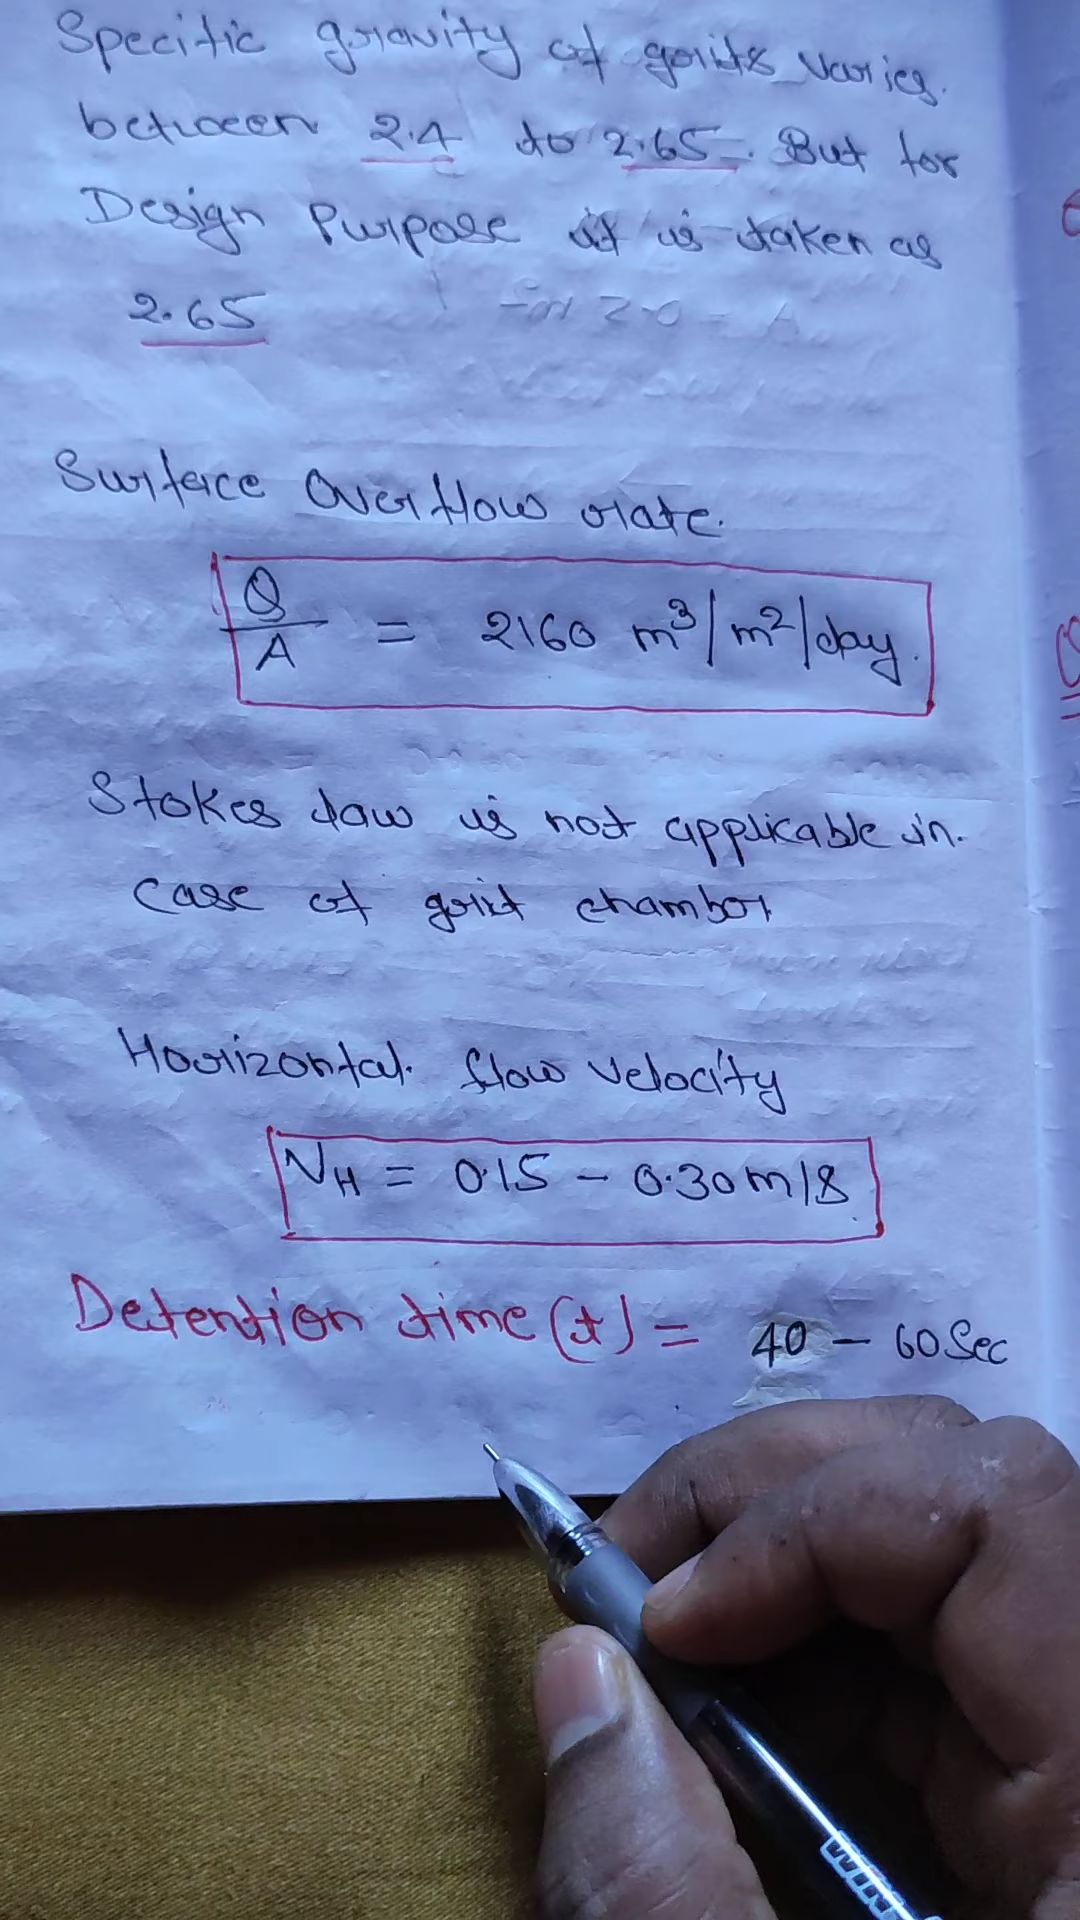 Specific gravity of grits varies.
between 2.4 to 2.65. But for
Design Purpose it is taken as
2.65
Surface Overflow rate.
Q/A = 2160 m³/m²/day.
Stokes law is not applicable in.
case of grit chamber
Horizontal. flow velocity
VH = 0.15 - 0.30 m/s.
Detention time (t) = 40 - 60 Sec
WIN